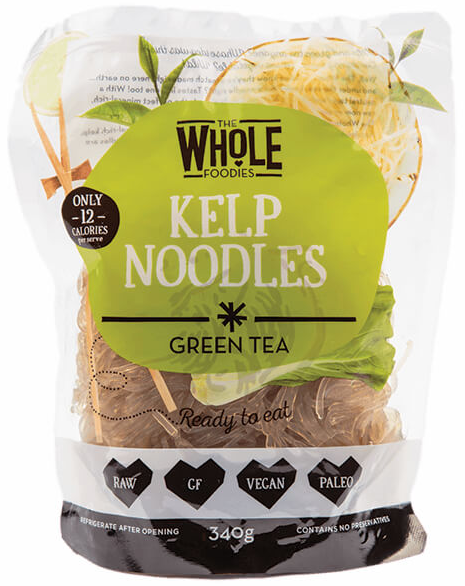 THE
WHOLE
FOODIES
ONLY
-12-
CALORIES
per serve
KELP
NOODLES
GREEN TEA
Ready to eat
RAW
GF
VEGAN
PALEO
REFRIGERATE AFTER OPENING
340g
CONTAINS NO PRESERVATIVES